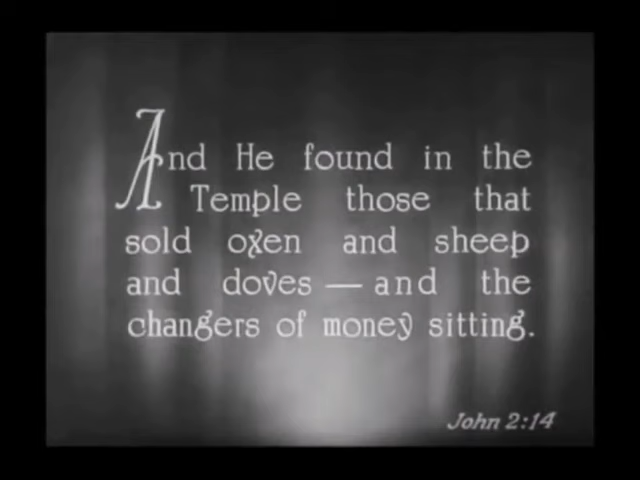 And He found in the
Temple those that
sold oxen and sheep
and doves — and the
changers of money sitting.
John 2:14